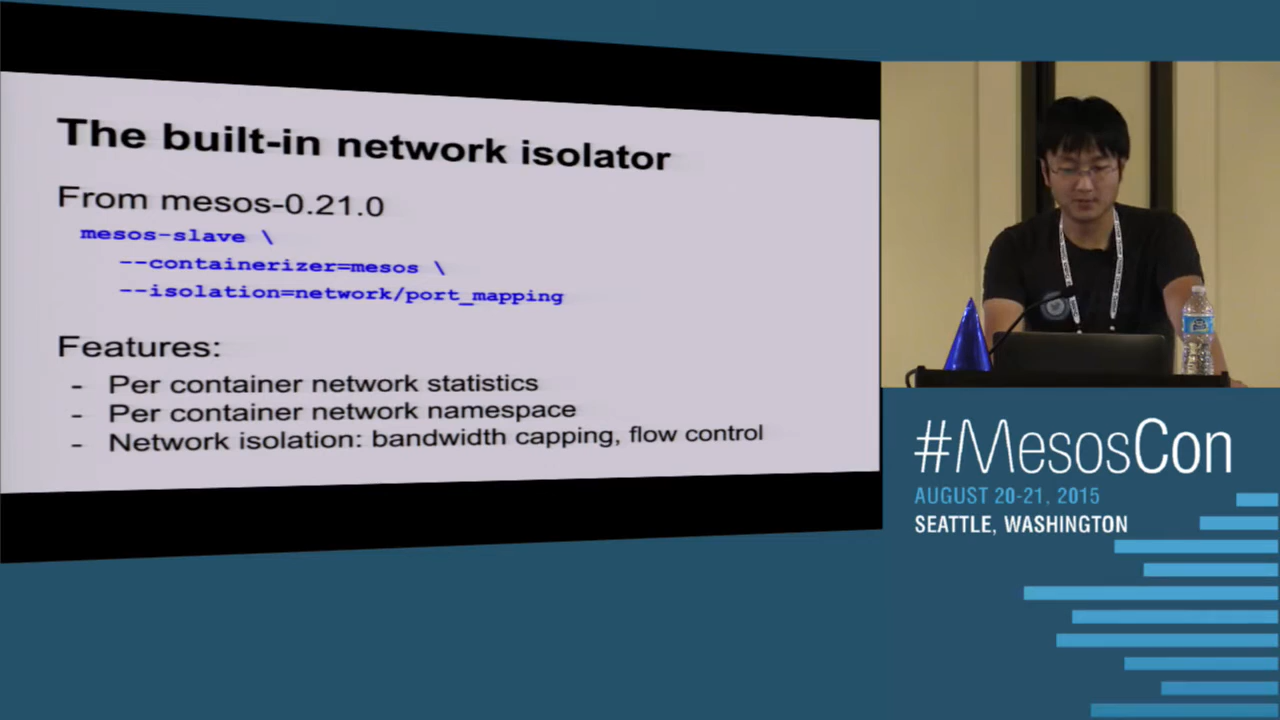 The built-in network isolator
From mesos-0.21.0
mesos-slave \
--containerizer=mesos \
--isolation=network/port_mapping
Features:
- Per container network statistics
- Per container network namespace
- Network isolation: bandwidth capping, flow control
#MesosCon
AUGUST 20-21, 2015
SEATTLE, WASHINGTON